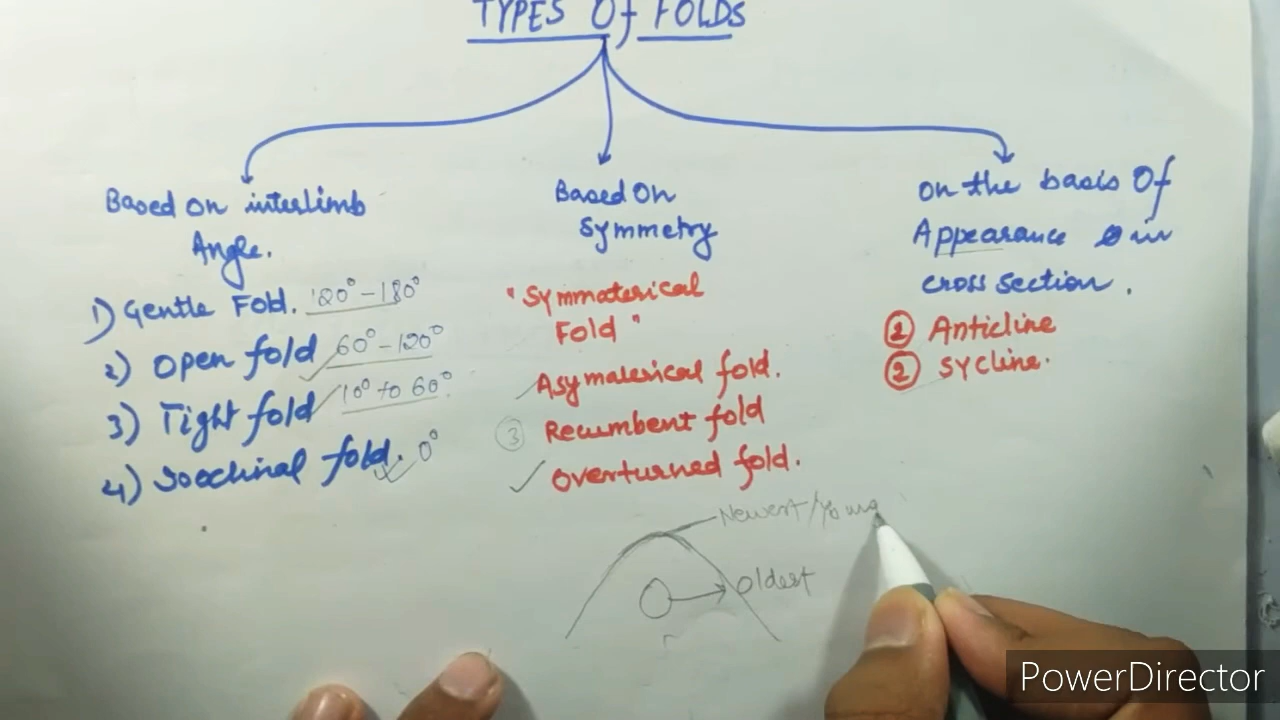 TYPES Of FOLDS
Based On interlimb
Angle.
1) Gentle Fold. 120° - 180°
2) Open fold 60° - 120°
3) Tight fold 10° to 60°
4) Isoclinal fold. 0°
Based On
Symmetry
"Symmaterical
Fold"
Asymaterical fold.
3 Recumbent fold
Overturned fold.
On the basis Of
Appearance in
cross section.
2 Anticline
2 Sycline.
Newest/Young
Oldest
PowerDirector